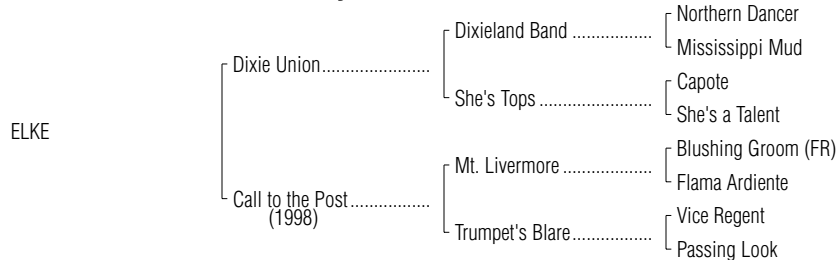 Northern Dancer
Dixieland Band ..................
Mississippi Mud
Dixie Union........................
Capote
She's Tops .........................
She's a Talent
ELKE
Blushing Groom (FR)
Mt. Livermore ....................
Flama Ardiente
Call to the Post.................
(1998)
Vice Regent
Trumpet's Blare..................
Passing Look